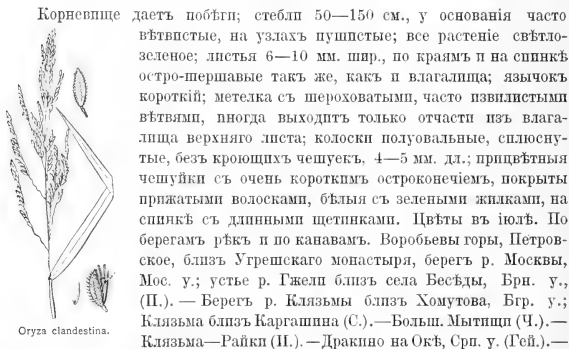 Корневище даетъ побѣги; стебли 50—150 см., у основанія часто
вѣтвистые, на узлахъ пушистые; все растеніе свѣтло-
зеленое; листья 6—10 мм. шир., по краямъ и на спинкѣ
остро-шершавые такъ же, какъ и влагалища; язычокъ
короткій; метелка съ шероховатыми, часто извилистыми
вѣтвями, иногда выходитъ только отчасти изъ влага-
лища верхняго листа; колоски полуовальные, сплюсну-
тые, безъ кроющихъ чешуекъ, 4—5 мм. дл.; прицвѣтныя
чешуйки съ очень короткимъ остроконечіемъ, покрыты
прижатыми волосками, бѣлыя съ зелеными жилками, на
спинкѣ съ длинными щетинками. Цвѣты въ іюлѣ. По
берегамъ рѣкъ и по канавамъ. Воробьевы горы, Петров-
ское, близъ Угрешскаго монастыря, берегъ р. Москвы,
Мос. у.; устье р. Гжели близъ села Бесѣды, Брн. у.,
(П.). — Берегъ р. Клязьмы близъ Хомутова, Бгр. у.;
Клязьма близъ Каргашина (С.).—Больш. Мытищи (Ч.).—
Клязьма—Райки (П.).—Дракино на Окѣ, Срп. у. (Гей.).—
Oryza clandestina.